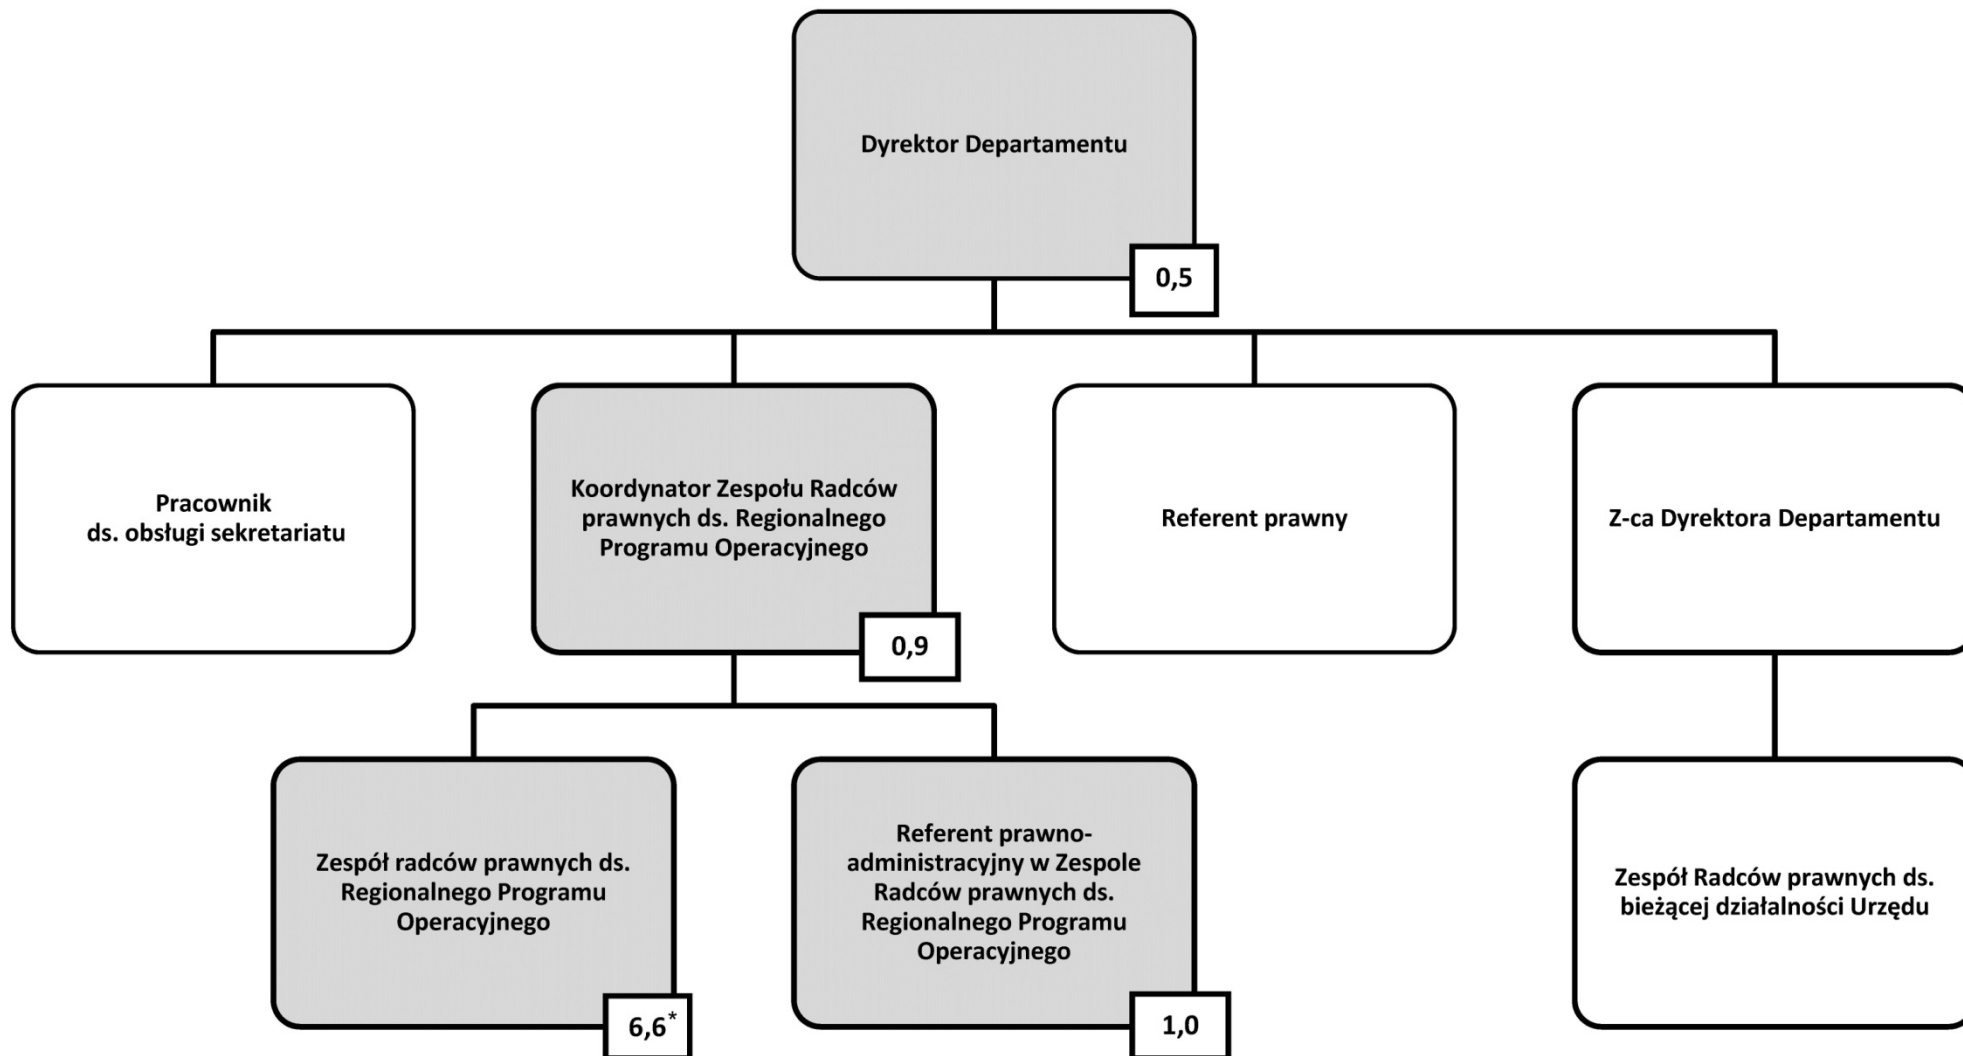 Dyrektor Departamentu
0,5
Pracownik
ds. obsługi sekretariatu
Koordynator Zespołu Radców
prawnych ds. Regionalnego
Programu Operacyjnego
0,9
Referent prawny
Z-ca Dyrektora Departamentu
Zespół radców prawnych ds.
Regionalnego Programu
Operacyjnego
6,6*
Referent prawno-
administracyjny w Zespole
Radców prawnych ds.
Regionalnego Programu
Operacyjnego
1,0
Zespół Radców prawnych ds.
bieżącej działalności Urzędu